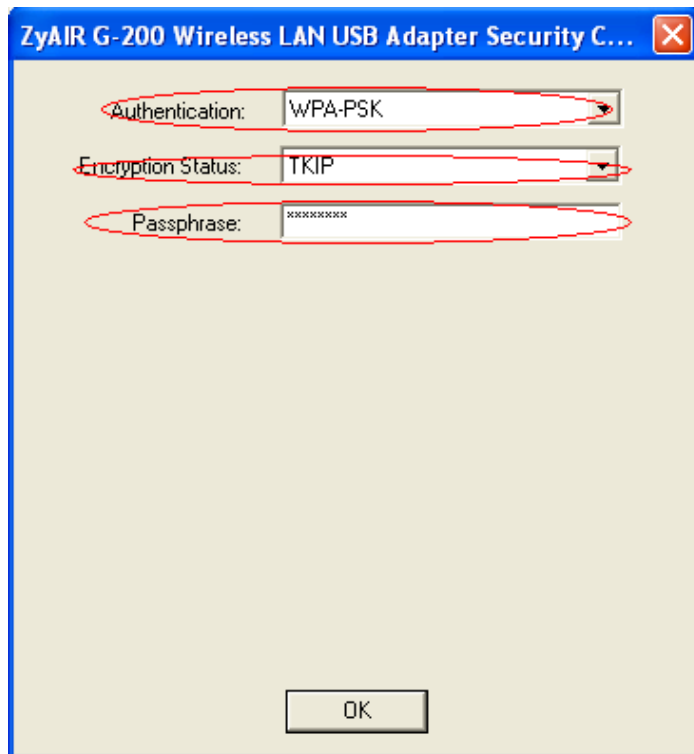 ZyAIR G-200 Wireless LAN USB Adapter Security C...
Authentication: WPA-PSK
Encryption Status: TKIP
Passphrase: ********
OK